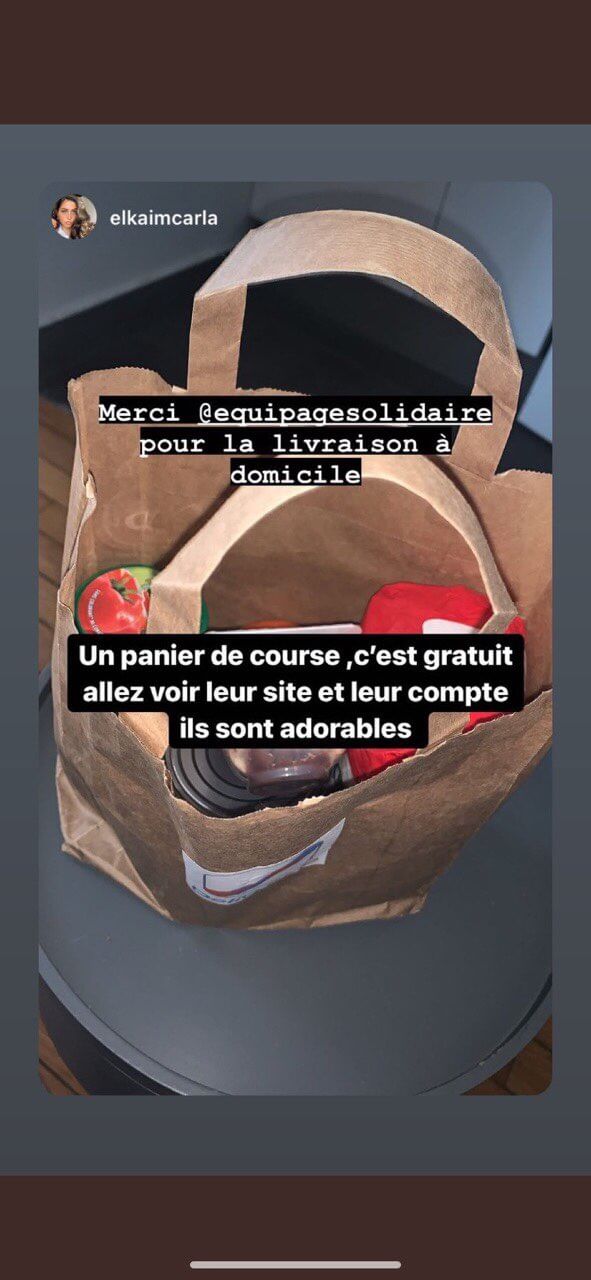 elkaimcarla
Merci @equipagesolidaire
pour la livraison à
domicile
Un panier de course ,c’est gratuit
allez voir leur site et leur compte
ils sont adorables